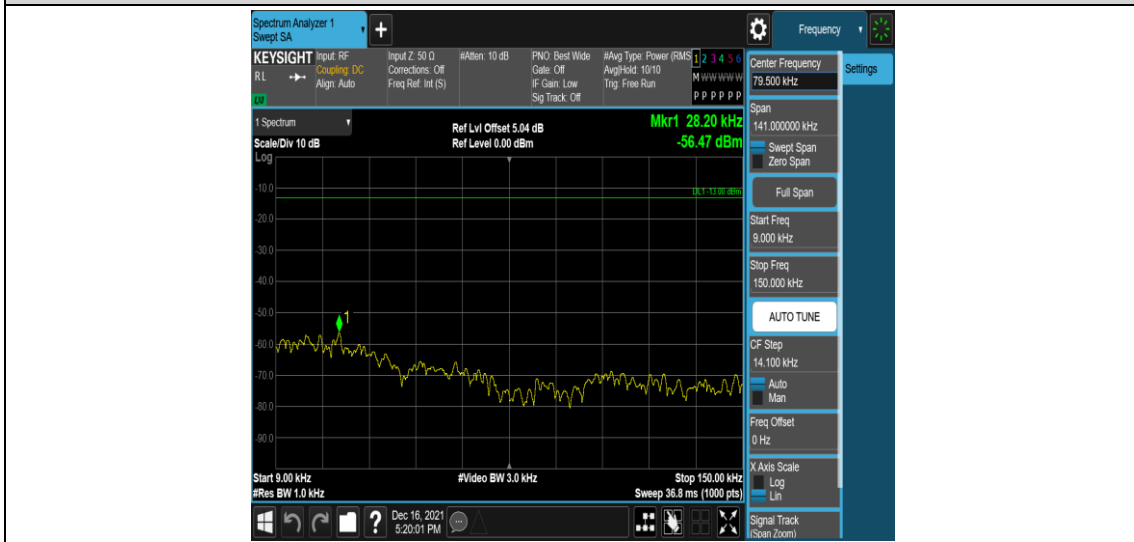 Spectrum Analyzer 1
Swept SA
+
Frequency
KEYSIGHT
RL
LXI
Input: RF
Coupling: DC
Align: Auto
Input Z: 50 Ω
Corrections: Off
Freq Ref: Int (S)
#Atten: 10 dB
PNO: Best Wide
Gate: Off
IF Gain: Low
Sig Track: Off
#Avg Type: Power (RMS
Avg|Hold: 10/10
Trig: Free Run
1 2 3 4 5 6
M W W W W W
P P P P P P
Center Frequency
79.500 kHz
Settings
Span
141.000000 kHz
Swept Span
Zero Span
Full Span
Start Freq
9.000 kHz
Stop Freq
150.000 kHz
AUTO TUNE
CF Step
14.100 kHz
Auto
Man
Freq Offset
0 Hz
X Axis Scale
Log
Lin
Signal Track
(Span Zoom)
1 Spectrum
Scale/Div 10 dB
Log
Ref Lvl Offset 5.04 dB
Ref Level 0.00 dBm
Mkr1 28.20 kHz
-56.47 dBm
DL1 -13.00 dBm
-10.0
-20.0
-30.0
-40.0
-50.0
-60.0
-70.0
-80.0
-90.0
1
Start 9.00 kHz
#Res BW 1.0 kHz
#Video BW 3.0 kHz
Stop 150.00 kHz
Sweep 36.8 ms (1000 pts)
?
Dec 16, 2021
5:20:01 PM